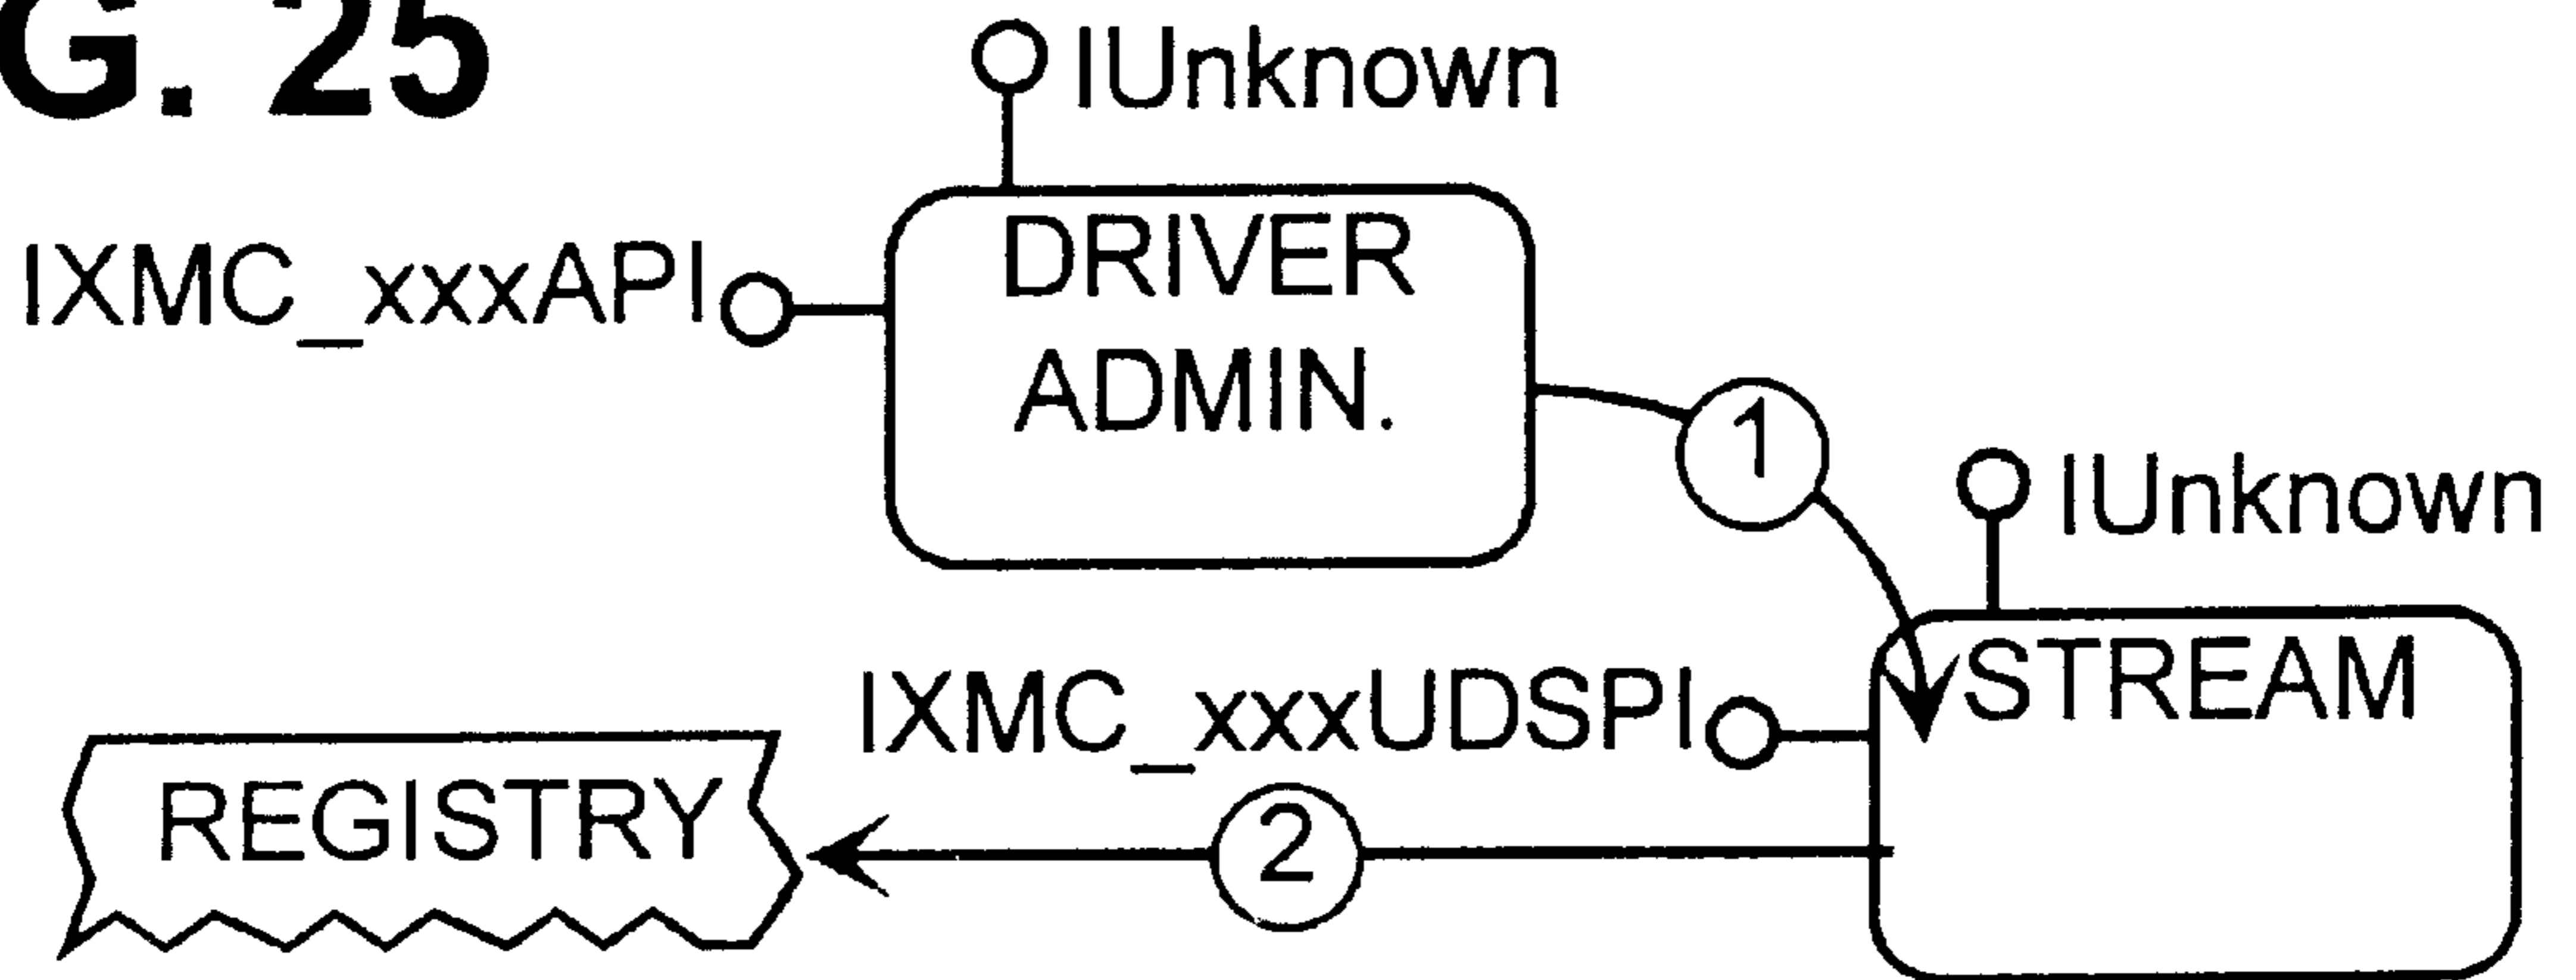 G. 25
IUnknown
IXMC_xxxAPI
DRIVER
ADMIN.
1
IUnknown
STREAM
IXMC_xxxUDSPI
REGISTRY
2